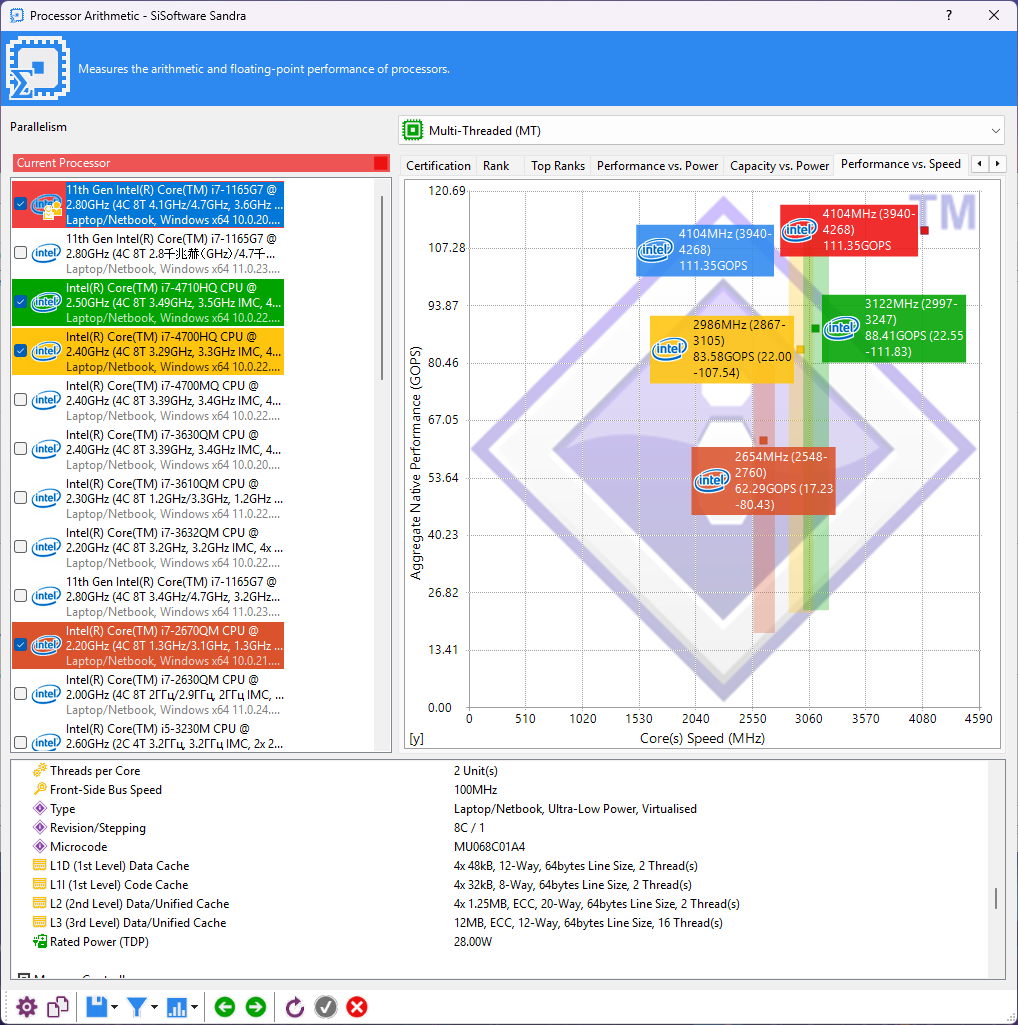 Processor Arithmetic - SiSoftware Sandra
?
Measures the arithmetic and floating-point performance of processors.
Parallelism
Multi-Threaded (MT)
Current Processor
Certification
Rank
Top Ranks
Performance vs. Power
Capacity vs. Power
Performance vs. Speed
11th Gen Intel(R) Core(TM) i7-1165G7 @
2.80GHz (4C 8T 4.1GHz/4.7GHz, 3.6GHz ...
Laptop/Netbook, Windows x64 10.0.20....
intel
11th Gen Intel(R) Core(TM) i7-1165G7 @
2.80GHz (4C 8T 2.8千兆赫(GHz)/4.7千...
Laptop/Netbook, Windows x64 11.0.23....
intel
Intel(R) Core(TM) i7-4710HQ CPU @
2.50GHz (4C 8T 3.49GHz, 3.5GHz IMC, 4...
Laptop/Netbook, Windows x64 10.0.22....
intel
Intel(R) Core(TM) i7-4700HQ CPU @
2.40GHz (4C 8T 3.29GHz, 3.3GHz IMC, 4...
Laptop/Netbook, Windows x64 10.0.22....
intel
Intel(R) Core(TM) i7-4700MQ CPU @
2.40GHz (4C 8T 3.39GHz, 3.4GHz IMC, 4...
Laptop/Netbook, Windows x64 10.0.22....
intel
Intel(R) Core(TM) i7-3630QM CPU @
2.40GHz (4C 8T 3.39GHz, 3.4GHz IMC, 4...
Laptop/Netbook, Windows x64 10.0.20....
intel
Intel(R) Core(TM) i7-3610QM CPU @
2.30GHz (4C 8T 1.2GHz/3.3GHz, 1.2GHz ...
Laptop/Netbook, Windows x64 10.0.22....
intel
Intel(R) Core(TM) i7-3632QM CPU @
2.20GHz (4C 8T 3.2GHz, 3.2GHz IMC, 4x ...
Laptop/Netbook, Windows x64 10.0.22....
intel
11th Gen Intel(R) Core(TM) i7-1165G7 @
2.80GHz (4C 8T 3.4GHz/4.7GHz, 3.2GHz...
Laptop/Netbook, Windows x64 11.0.23....
intel
Intel(R) Core(TM) i7-2670QM CPU @
2.20GHz (4C 8T 1.3GHz/3.1GHz, 1.3GHz ...
Laptop/Netbook, Windows x64 10.0.21....
intel
Intel(R) Core(TM) i7-2630QM CPU @
2.00GHz (4C 8T 2ГГц/2.9ГГц, 2ГГц IMC, ...
Laptop/Netbook, Windows x64 11.0.24....
intel
Intel(R) Core(TM) i5-3230M CPU @
2.60GHz (2C 4T 3.2ГГц, 3.2ГГц IMC, 2x 2...
intel
Aggregate Native Performance (GOPS)
120.69
107.28
93.87
80.46
67.05
53.64
40.23
26.82
13.41
0.00
TM
intel
4104MHz (3940-
4268)
111.35GOPS
intel
4104MHz (3940-
4268)
111.35GOPS
intel
3122MHz (2997-
3247)
88.41GOPS (22.55
-111.83)
intel
2986MHz (2867-
3105)
83.58GOPS (22.00
-107.54)
intel
2654MHz (2548-
2760)
62.29GOPS (17.23
-80.43)
0 510 1020 1530 2040 2550 3060 3570 4080 4590
[y]
Core(s) Speed (MHz)
Threads per Core 2 Unit(s)
Front-Side Bus Speed 100MHz
Type Laptop/Netbook, Ultra-Low Power, Virtualised
Revision/Stepping 8C / 1
Microcode MU068C01A4
L1D (1st Level) Data Cache 4x 48kB, 12-Way, 64bytes Line Size, 2 Thread(s)
L1I (1st Level) Code Cache 4x 32kB, 8-Way, 64bytes Line Size, 2 Thread(s)
L2 (2nd Level) Data/Unified Cache 4x 1.25MB, ECC, 20-Way, 64bytes Line Size, 2 Thread(s)
L3 (3rd Level) Data/Unified Cache 12MB, ECC, 12-Way, 64bytes Line Size, 16 Thread(s)
Rated Power (TDP) 28.00W